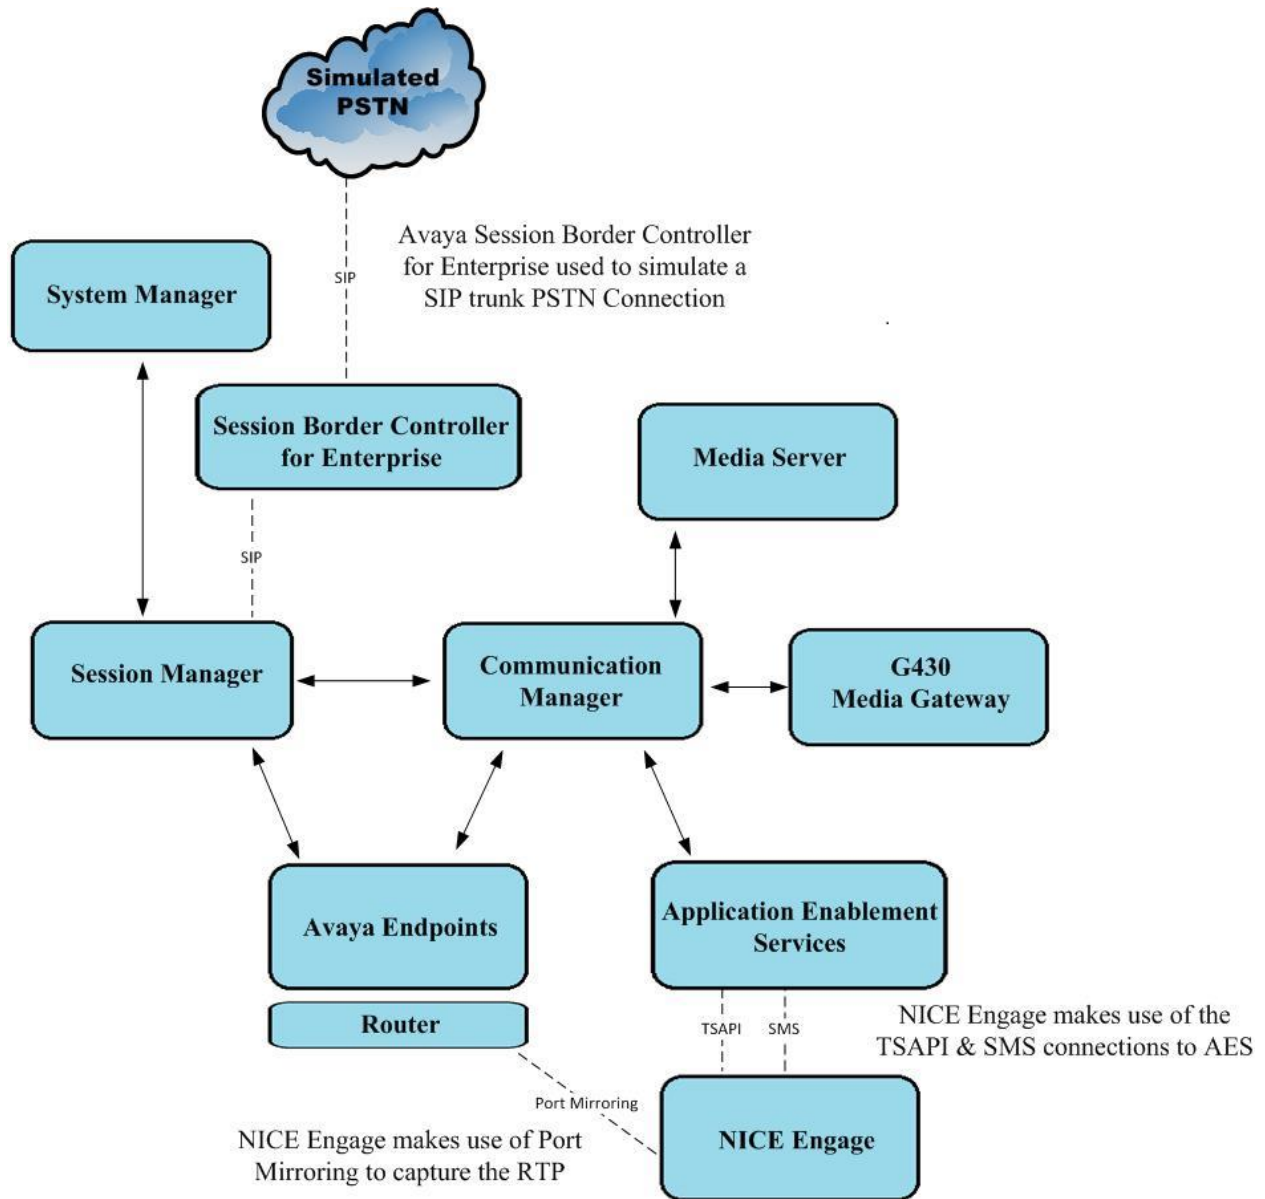 Simulated
PSTN
SIP
Avaya Session Border Controller
for Enterprise used to simulate a
SIP trunk PSTN Connection
.
System Manager
Session Border Controller
for Enterprise
Media Server
SIP
Session Manager
Communication
Manager
G430
Media Gateway
Avaya Endpoints
Application Enablement
Services
Router
TSAPI
SMS
NICE Engage makes use of the
TSAPI & SMS connections to AES
Port Mirroring
NICE Engage makes use of Port
Mirroring to capture the RTP
NICE Engage